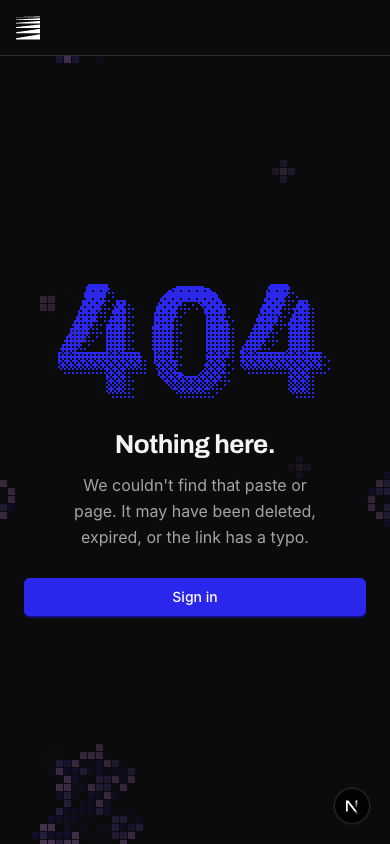 404
Nothing here.
We couldn't find that paste or
page. It may have been deleted,
expired, or the link has a typo.
Sign in
N